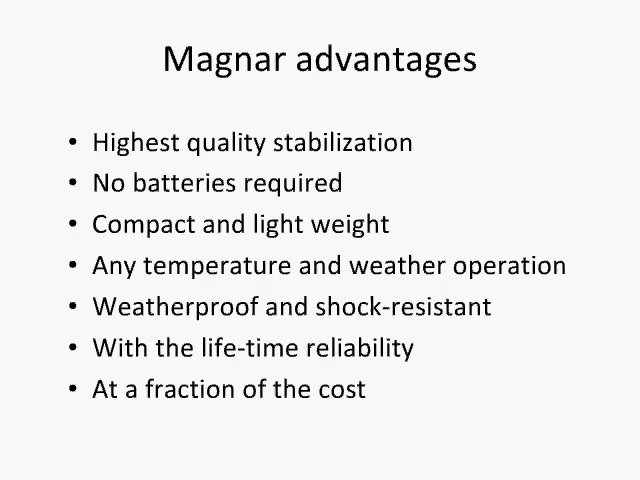 Magnar advantages
• Highest quality stabilization
• No batteries required
• Compact and light weight
• Any temperature and weather operation
• Weatherproof and shock-resistant
• With the life-time reliability
• At a fraction of the cost